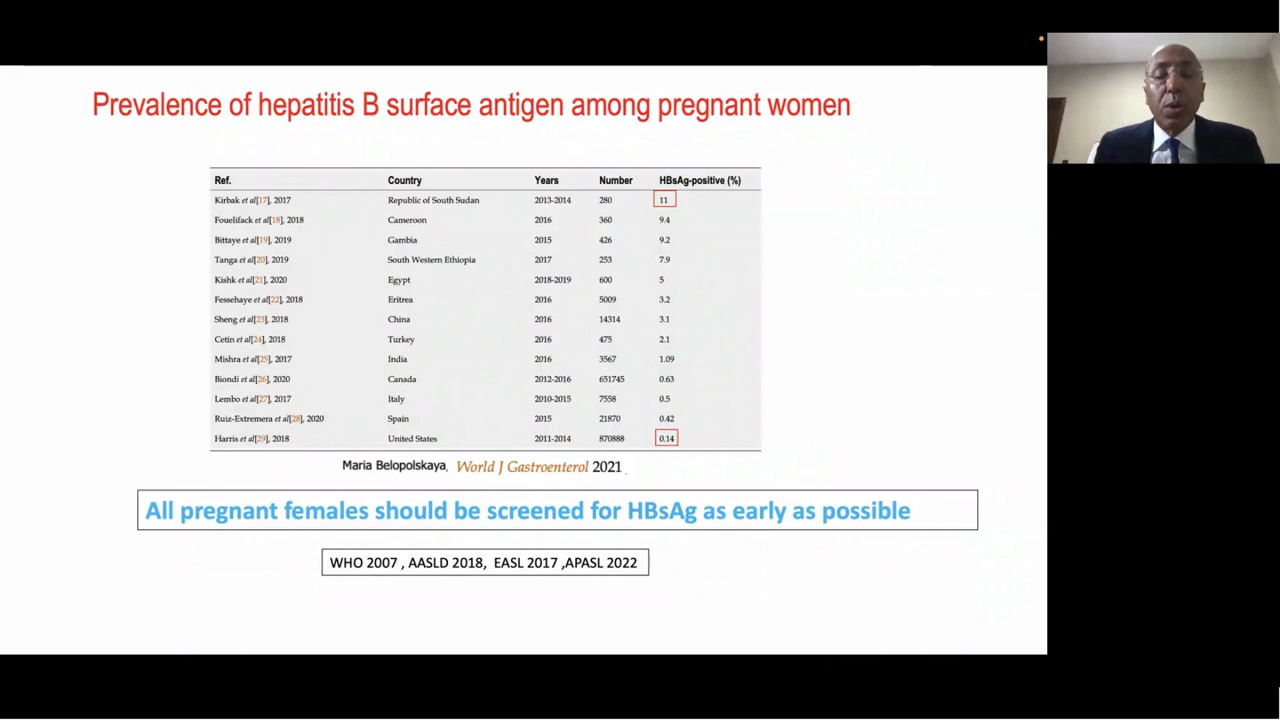 Prevalence of hepatitis B surface antigen among pregnant women
Ref. Country Years Number HBsAg-positive (%)
Kirbak et al[17], 2017 Republic of South Sudan 2013-2014 280 11
Fouelifack et al[18], 2018 Cameroon 2016 360 9.4
Bittaye et al[19], 2019 Gambia 2015 426 9.2
Tanga et al[20], 2019 South Western Ethiopia 2017 253 7.9
Kishk et al[21], 2020 Egypt 2018-2019 600 5
Fessehaye et al[22], 2018 Eritrea 2016 5009 3.2
Sheng et al[23], 2018 China 2016 14314 3.1
Cetin et al[24], 2018 Turkey 2016 475 2.1
Mishra et al[25], 2017 India 2016 3567 1.09
Biondi et al[26], 2020 Canada 2012-2016 651745 0.63
Lembo et al[27], 2017 Italy 2010-2015 7558 0.5
Ruiz-Extremera et al[28], 2020 Spain 2015 21870 0.42
Harris et al[29], 2018 United States 2011-2014 870888 0.14
Maria Belopolskaya, World J Gastroenterol 2021 .
All pregnant females should be screened for HBsAg as early as possible
WHO 2007 , AASLD 2018, EASL 2017 ,APASL 2022